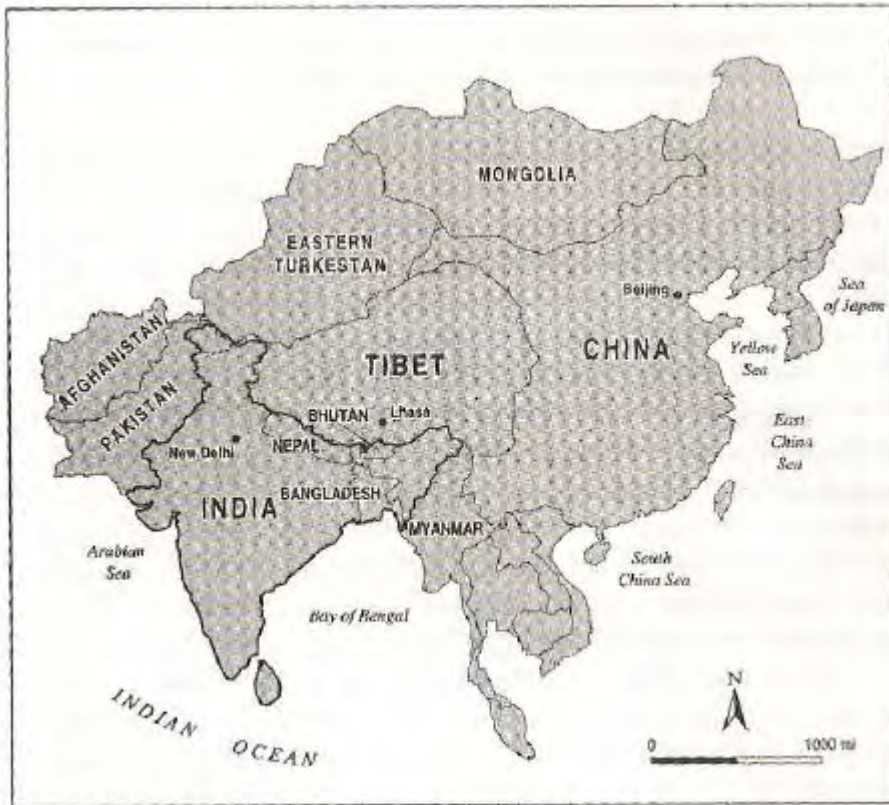 MONGOLIA
EASTERN
TURKESTAN
Beijing
Sea
of Japan
AFGHANISTAN
PAKISTAN
TIBET
CHINA
Yellow
Sea
BHUTAN
Lhasa
NEPAL
New Delhi
BANGLADESH
INDIA
MYANMAR
East
China
Sea
Arabian
Sea
South
China Sea
Bay of Bengal
INDIAN OCEAN
N
0 1000 mi